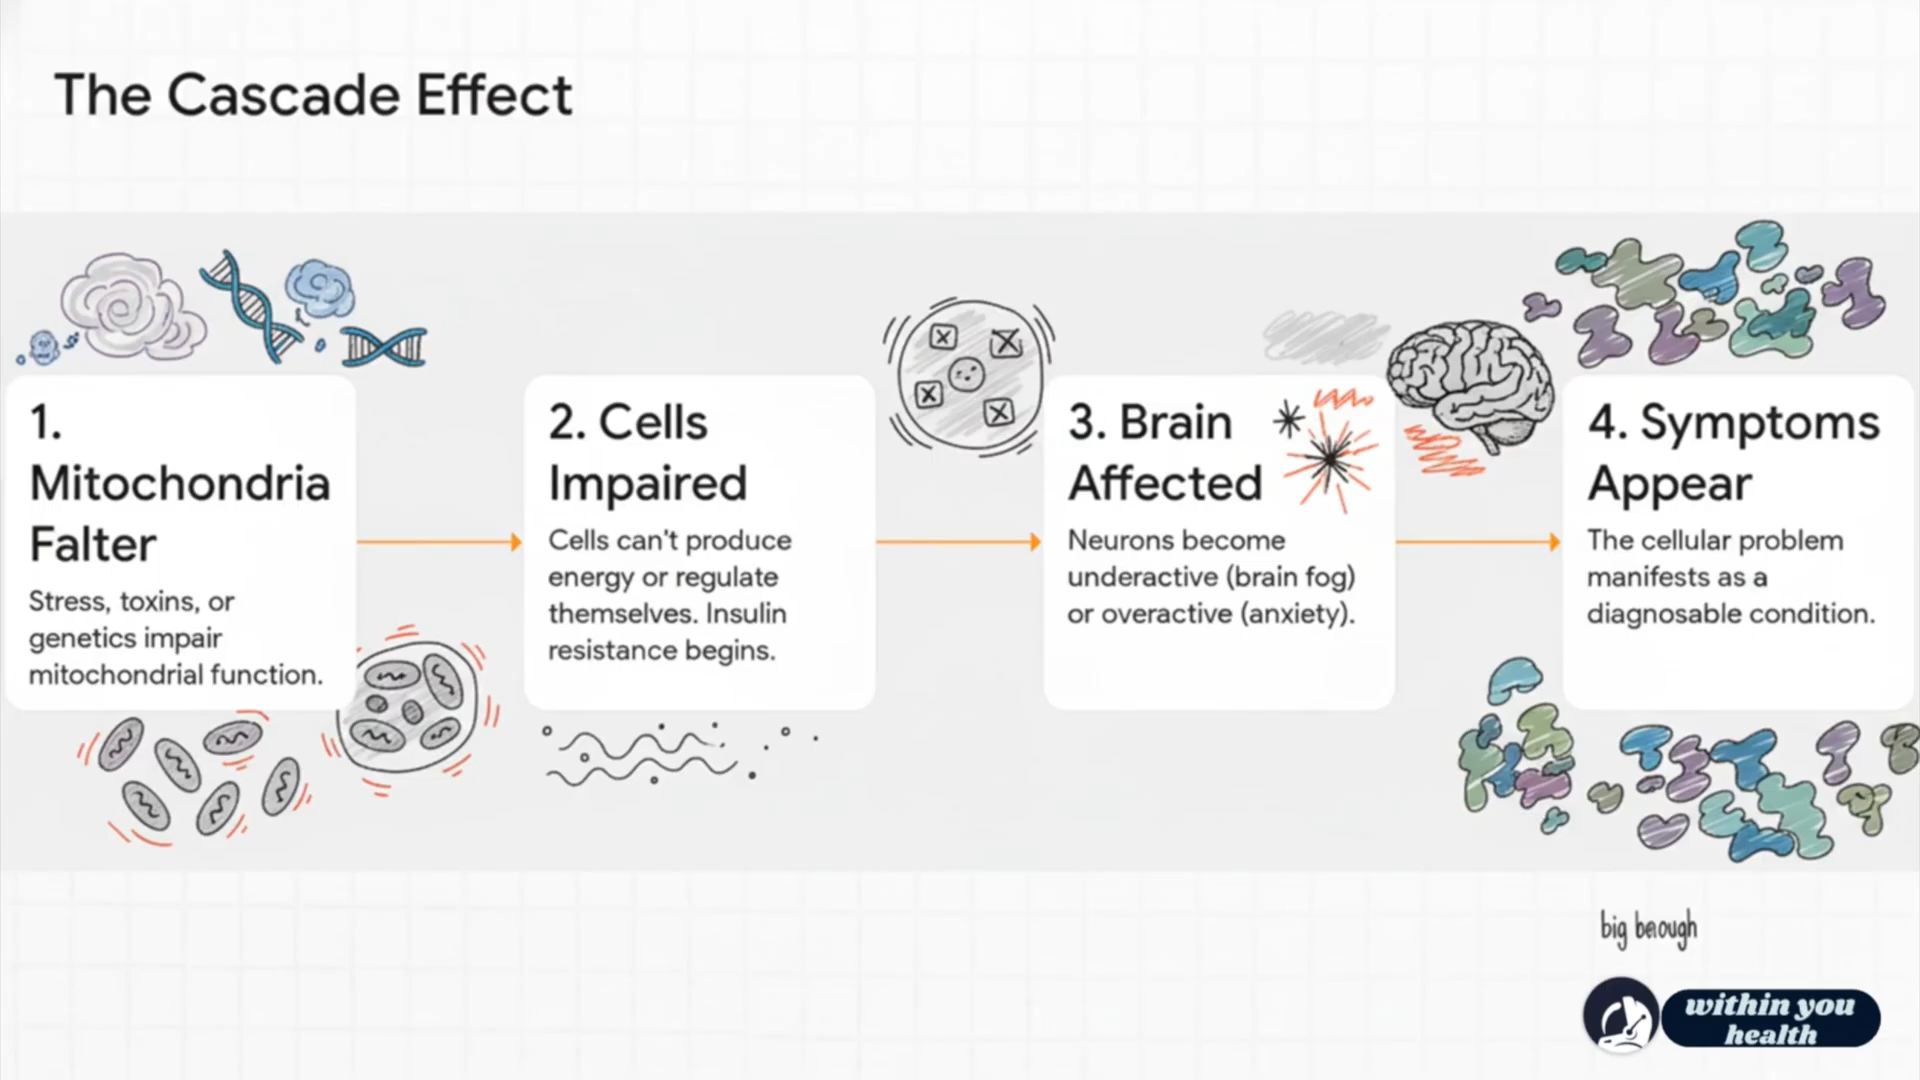 The Cascade Effect
1.
Mitochondria
Falter
Stress, toxins, or
genetics impair
mitochondrial function.
2. Cells
Impaired
Cells can't produce
energy or regulate
themselves. Insulin
resistance begins.
3. Brain
Affected
Neurons become
underactive (brain fog)
or overactive (anxiety).
4. Symptoms
Appear
The cellular problem
manifests as a
diagnosable condition.
big beough
within you
health